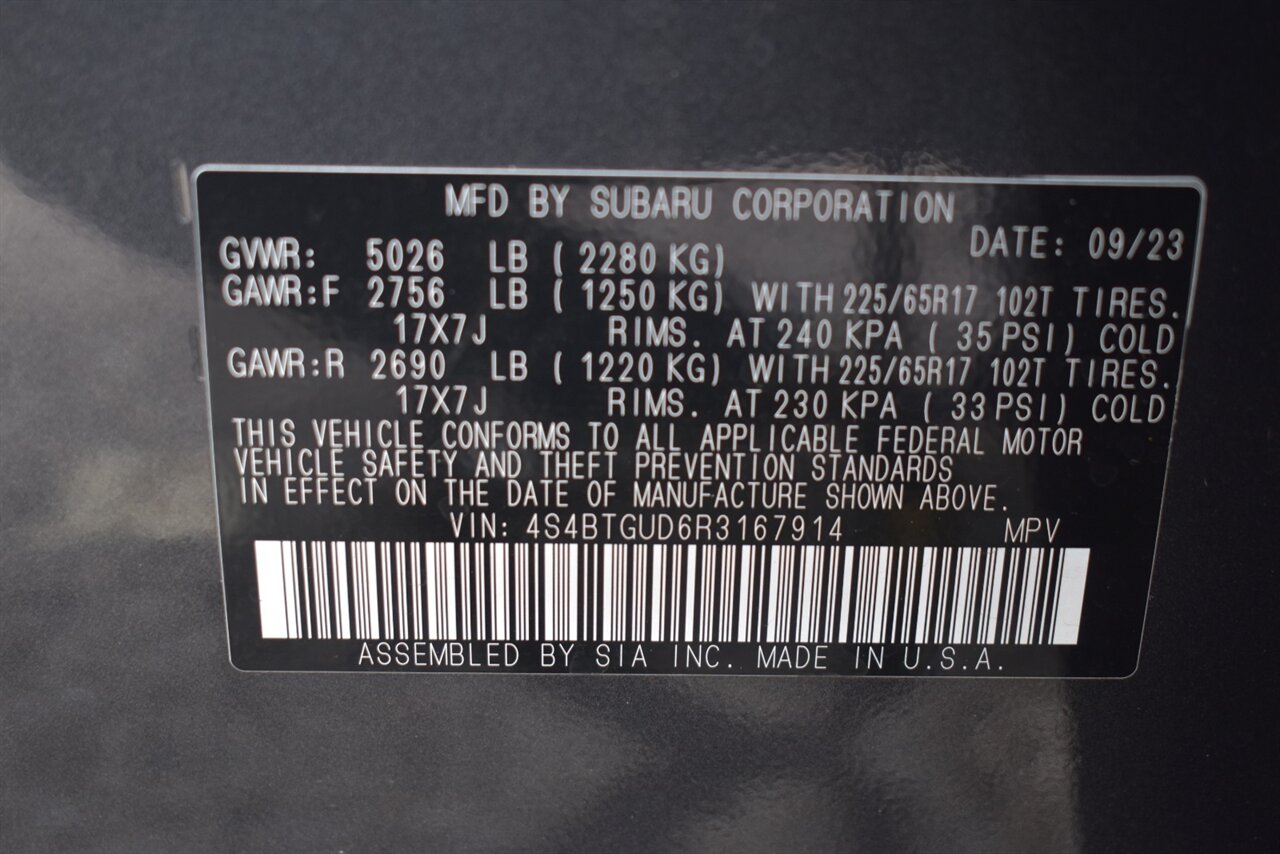 MFD BY SUBARU CORPORATION
DATE: 09/23
GVWR: 5026 LB ( 2280 KG)
GAWR:F 2756 LB ( 1250 KG) WITH 225/65R17 102T TIRES.
17X7J RIMS. AT 240 KPA ( 35 PSI) COLD
GAWR:R 2690 LB ( 1220 KG) WITH 225/65R17 102T TIRES.
17X7J RIMS. AT 230 KPA ( 33 PSI) COLD
THIS VEHICLE CONFORMS TO ALL APPLICABLE FEDERAL MOTOR
VEHICLE SAFETY AND THEFT PREVENTION STANDARDS
IN EFFECT ON THE DATE OF MANUFACTURE SHOWN ABOVE.
VIN: 4S4BTGUD6R3167914 MPV
ASSEMBLED BY SIA INC. MADE IN U.S.A.